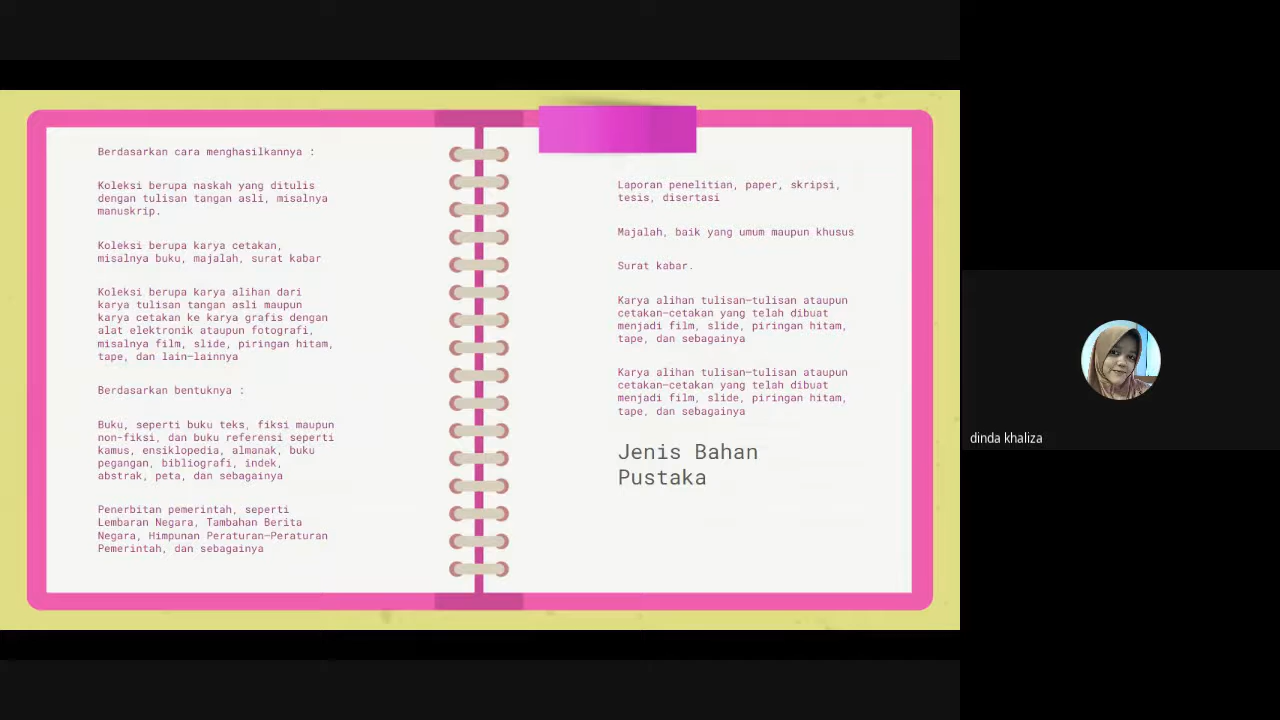 Berdasarkan cara menghasilkannya :
Koleksi berupa naskah yang ditulis
dengan tulisan tangan asli, misalnya
manuskrip.
Koleksi berupa karya cetakan,
misalnya buku, majalah, surat kabar
Koleksi berupa karya alihan dari
karya tulisan tangan asli maupun
karya cetakan ke karya grafis dengan
alat elektronik ataupun fotografi,
misalnya film, slide, piringan hitam,
tape, dan lain-lainnya
Berdasarkan bentuknya :
Buku, seperti buku teks, fiksi maupun
non-fiksi, dan buku referensi seperti
kamus, ensiklopedia, almanak, buku
pegangan, bibliografi, indek,
abstrak, peta, dan sebagainya
Penerbitan pemerintah, seperti
Lembaran Negara, Tambahan Berita
Negara, Himpunan Peraturan-Peraturan
Pemerintah, dan sebagainya
Laporan penelitian, paper, skripsi,
tesis, disertasi
Majalah, baik yang umum maupun khusus
Surat kabar.
Karya alihan tulisan-tulisan ataupun
cetakan-cetakan yang telah dibuat
menjadi film, slide, piringan hitam,
tape, dan sebagainya
Karya alihan tulisan-tulisan ataupun
cetakan-cetakan yang telah dibuat
menjadi film, slide, piringan hitam,
tape, dan sebagainya
Jenis Bahan
Pustaka
dinda khaliza